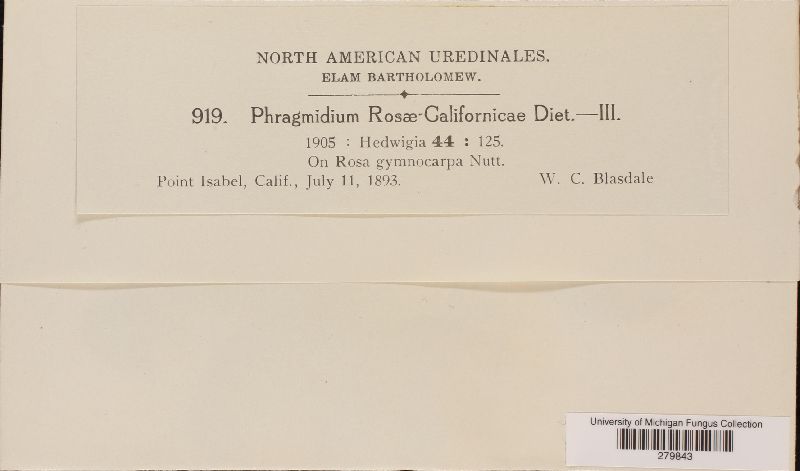 NORTH AMERICAN UREDINALES.
ELAM BARTHOLOMEW.
919. Phragmidium Rosæ-Californicae Diet.—III.
1905 : Hedwigia 44 : 125.
On Rosa gymnocarpa Nutt.
Point Isabel, Calif., July 11, 1893. W. C. Blasdale
University of Michigan Fungus Collection
279843